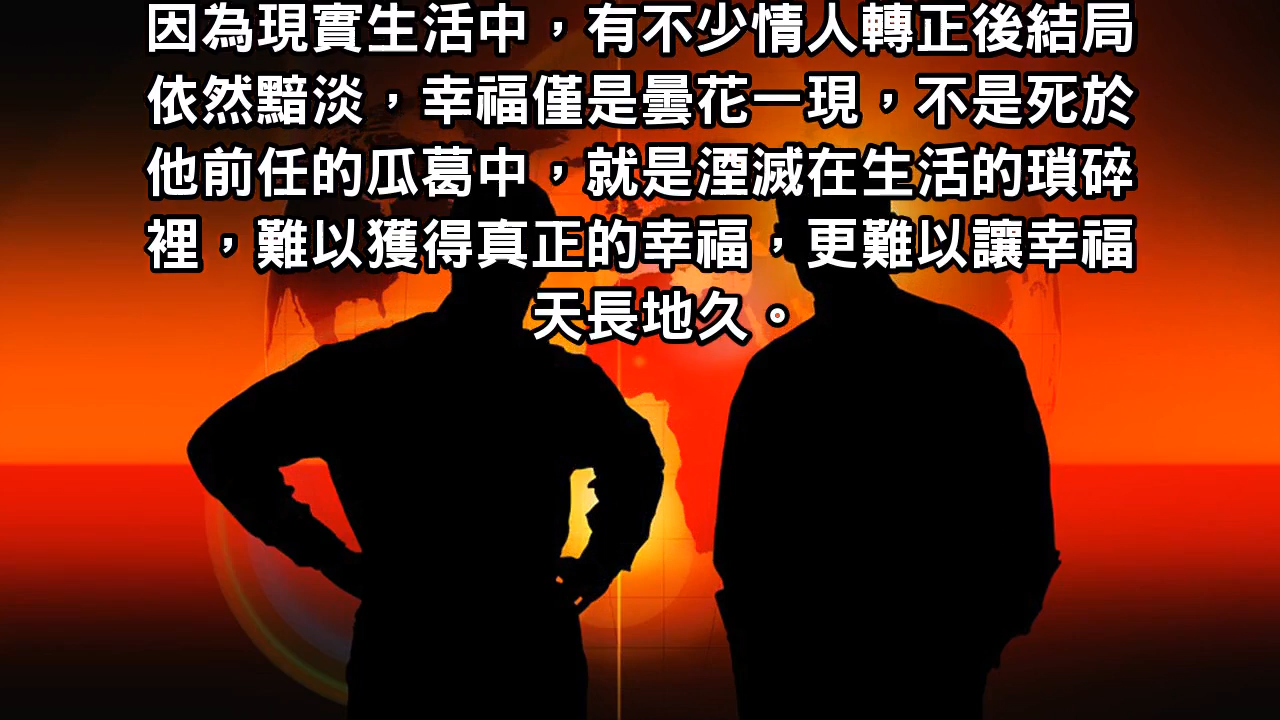 因為現實生活中，有不少情人轉正後結局
依然黯淡，幸福僅是曇花一現，不是死於
他前任的瓜葛中，就是湮滅在生活的瑣碎
裡，難以獲得真正的幸福，更難以讓幸福
天長地久。